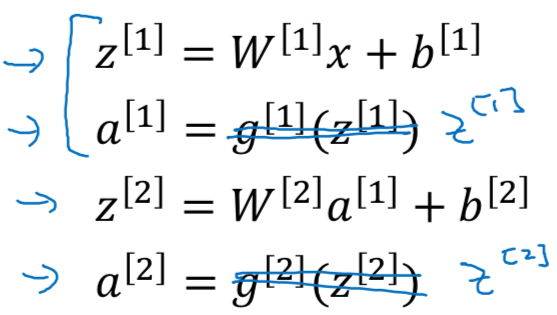 → z^[1] = W^[1]x + b^[1]
→ a^[1] = g^[1](z^[1]) z^[1]
→ z^[2] = W^[2]a^[1] + b^[2]
→ a^[2] = g^[2](z^[2]) z^[2]